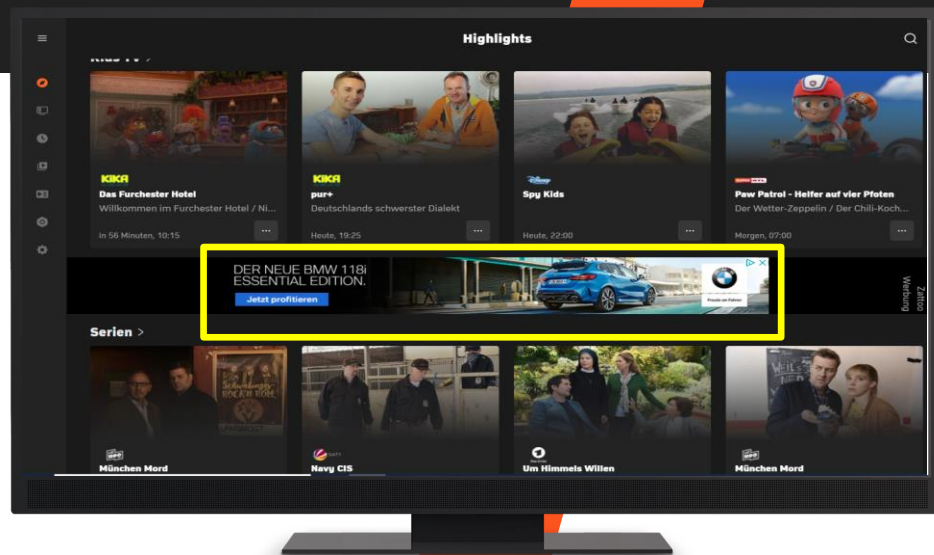 Highlights
Kids TV >
KiKA
Das Furchester Hotel
Willkommen im Furchester Hotel / Ni...
In 56 Minuten, 10:15
KiKA
pur+
Deutschlands schwerster Dialekt
Heute, 19:25
Disney
Spy Kids
Heute, 22:00
Paw Patrol - Helfer auf vier Pfoten
Der Wetter-Zeppelin / Der Chili-Koch...
Morgen, 07:00
DER NEUE BMW 118i
ESSENTIAL EDITION.
Jetzt profitieren
Freude am Fahren
Zattoo
Werbung
Serien >
München Mord
Navy CIS
Um Himmels Willen
München Mord